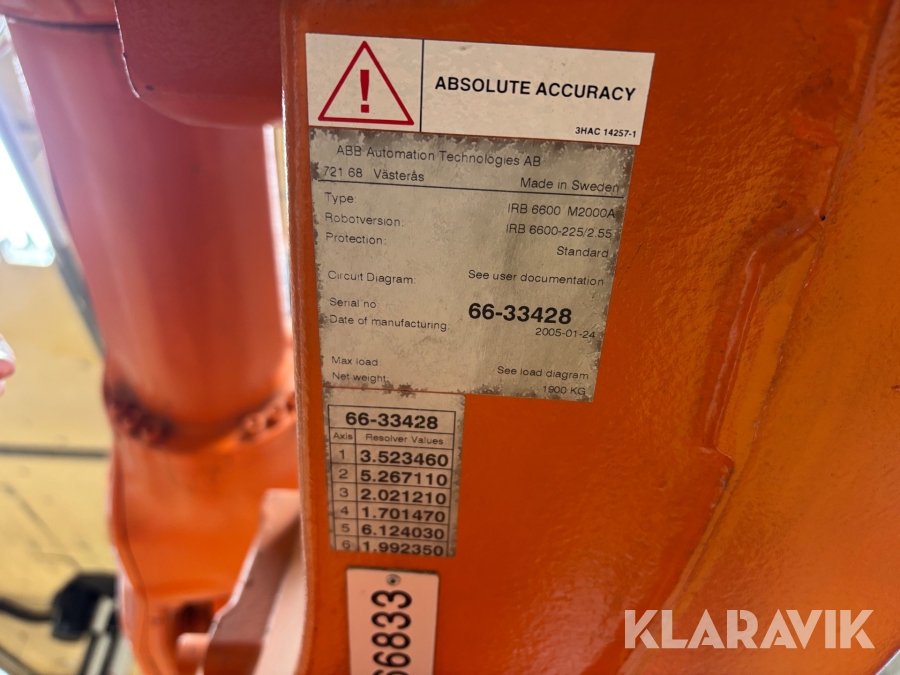 !
ABSOLUTE ACCURACY
3HAC 14257-1
ABB Automation Technologies AB
721 68 Västerås Made in Sweden
Type: IRB 6600 M2000A
Robotversion: IRB 6600-225/2.55
Protection: Standard
Circuit Diagram: See user documentation
Serial no 66-33428
Date of manufacturing: 2005-01-24
Max load See load diagram
Net weight 1900 KG
66-33428
Axis Resolver Values
1 3.523460
2 5.267110
3 2.021210
4 1.701470
5 6.124030
6 1.992350
66833
KLARAVIK